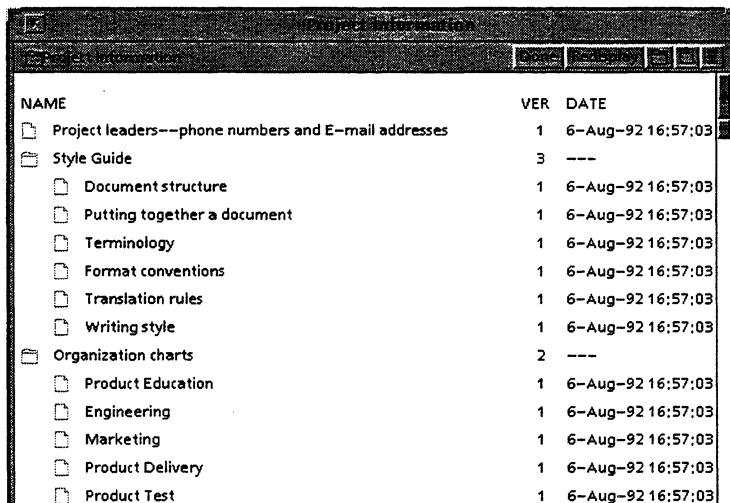 Project Information
Project Information Close Redisplay
NAME VER DATE
Project leaders--phone numbers and E-mail addresses 1 6-Aug-92 16:57:03
Style Guide 3 ---
Document structure 1 6-Aug-92 16:57:03
Putting together a document 1 6-Aug-92 16:57:03
Terminology 1 6-Aug-92 16:57:03
Format conventions 1 6-Aug-92 16:57:03
Translation rules 1 6-Aug-92 16:57:03
Writing style 1 6-Aug-92 16:57:03
Organization charts 2 ---
Product Education 1 6-Aug-92 16:57:03
Engineering 1 6-Aug-92 16:57:03
Marketing 1 6-Aug-92 16:57:03
Product Delivery 1 6-Aug-92 16:57:03
Product Test 1 6-Aug-92 16:57:03